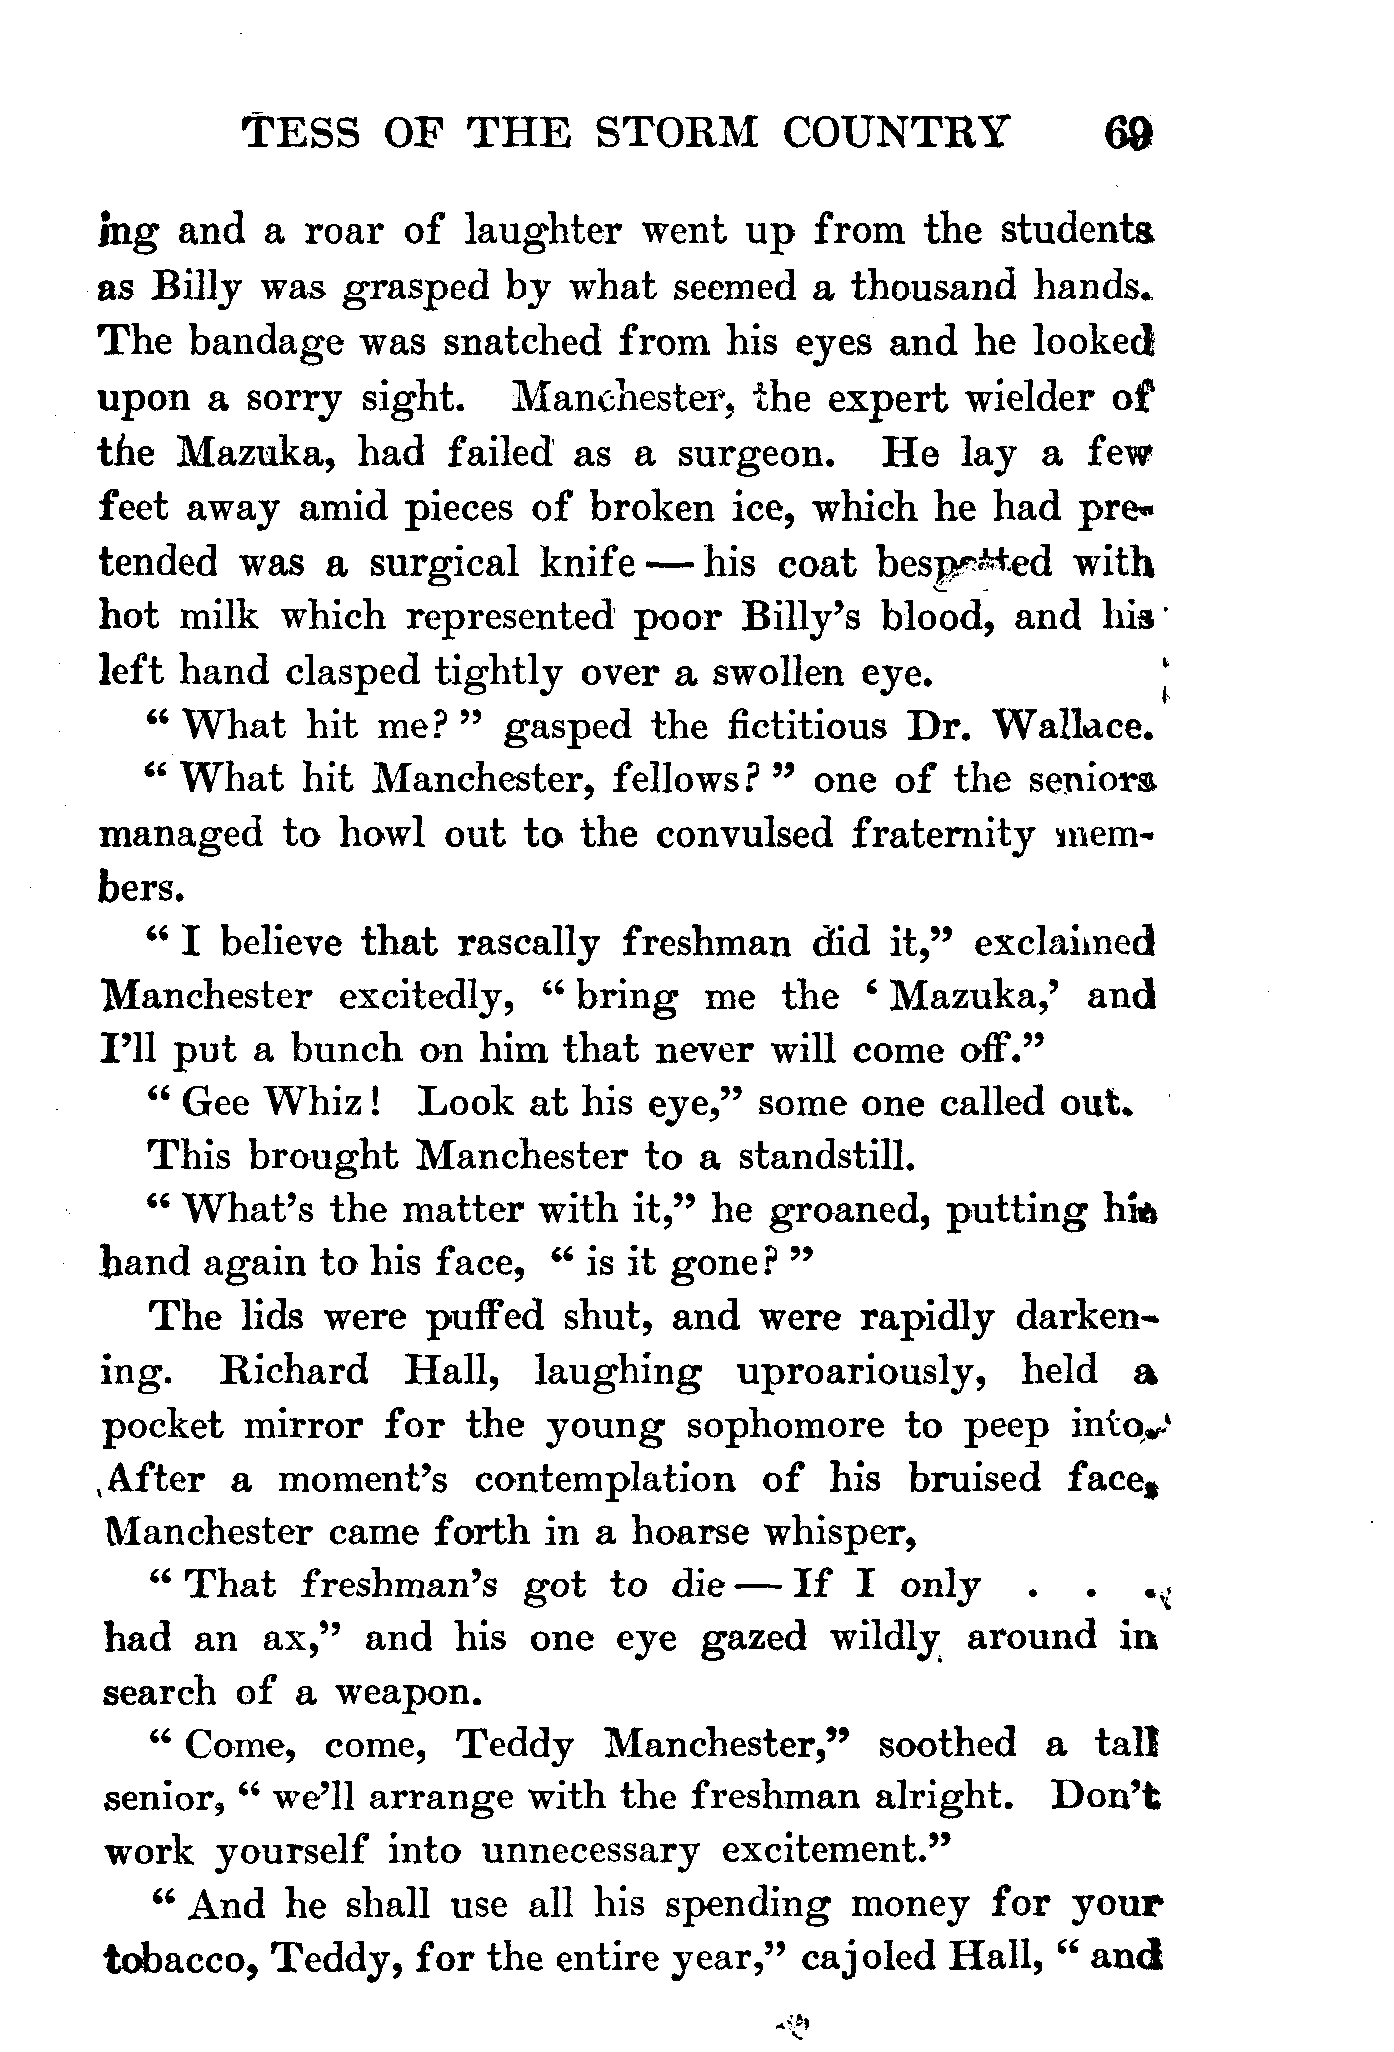 TESS OF THE STORM COUNTRY 69
ing and a roar of laughter went up from the students
as Billy was grasped by what seemed a thousand hands.
The bandage was snatched from his eyes and he looked
upon a sorry sight. Manchester, the expert wielder of
the Mazuka, had failed as a surgeon. He lay a few
feet away amid pieces of broken ice, which he had pre-
tended was a surgical knife — his coat bespatted with
hot milk which represented poor Billy's blood, and his
left hand clasped tightly over a swollen eye.
" What hit me? " gasped the fictitious Dr. Wallace.
" What hit Manchester, fellows? " one of the seniors
managed to howl out to the convulsed fraternity mem-
bers.
" I believe that rascally freshman did it," exclaimed
Manchester excitedly, " bring me the ' Mazuka,' and
I'll put a bunch on him that never will come off."
" Gee Whiz! Look at his eye," some one called out.
This brought Manchester to a standstill.
" What's the matter with it," he groaned, putting his
hand again to his face, " is it gone? "
The lids were puffed shut, and were rapidly darken-
ing. Richard Hall, laughing uproariously, held a
pocket mirror for the young sophomore to peep into.
After a moment's contemplation of his bruised face,
Manchester came forth in a hoarse whisper,
" That freshman's got to die — If I only . . .
had an ax," and his one eye gazed wildly around in
search of a weapon.
" Come, come, Teddy Manchester," soothed a tall
senior, " we'll arrange with the freshman alright. Don't
work yourself into unnecessary excitement."
" And he shall use all his spending money for your
tobacco, Teddy, for the entire year," cajoled Hall, " and